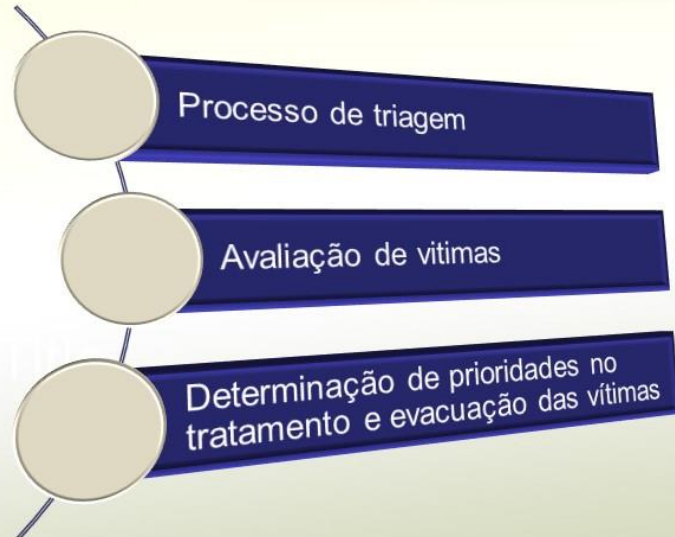 Processo de triagem
Avaliação de vitimas
Determinação de prioridades no
tratamento e evacuação das vítimas